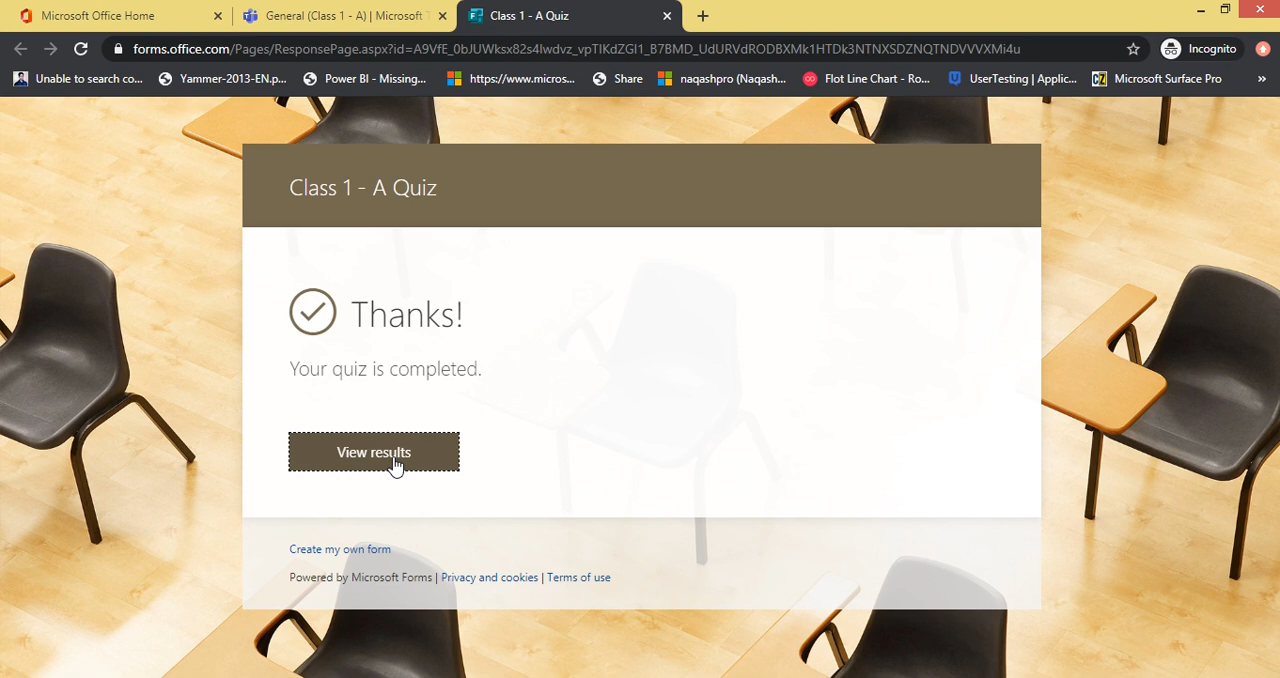 Microsoft Office Home
General (Class 1 - A) | Microsoft T
Class 1 - A Quiz
forms.office.com/Pages/ResponsePage.aspx?id=A9VfE_0bJUWksx82s4lwdvz_vpTlKdZGl1_B7BMD_UdURVdRODBXMk1HTDk3NTNXSDZNQTNDVVVXMi4u
Incognito
Unable to search co...
Yammer-2013-EN.p...
Power BI - Missing...
https://www.micros...
Share
naqashpro (Naqash...
Flot Line Chart - Ro...
UserTesting | Applic...
Microsoft Surface Pro
»
Class 1 - A Quiz
Thanks!
Your quiz is completed.
View results
Create my own form
Powered by Microsoft Forms | Privacy and cookies | Terms of use